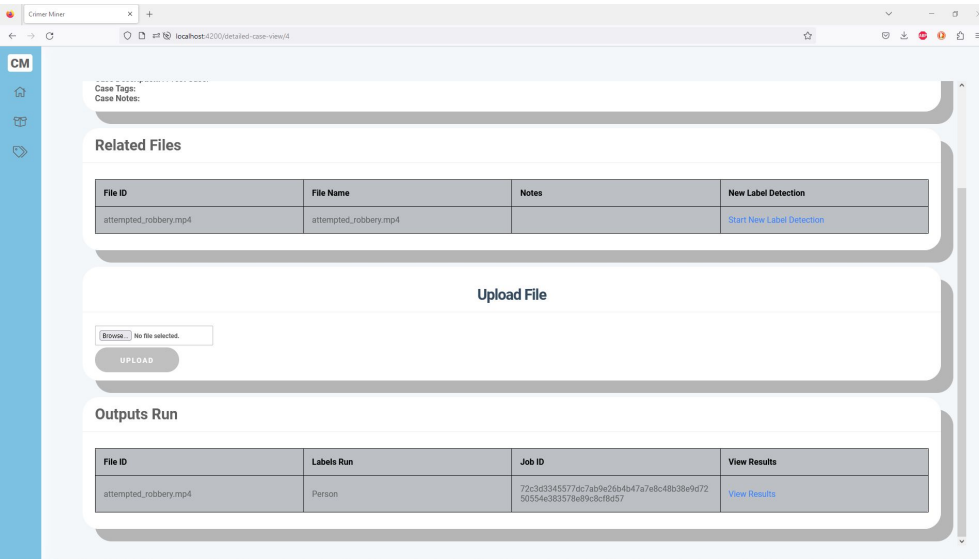 Crimer Miner
localhost:4200/detailed-case-view/4
CM
Case Tags:
Case Notes:
Related Files
File ID File Name Notes New Label Detection
attempted_robbery.mp4 attempted_robbery.mp4 Start New Label Detection
Upload File
Browse... No file selected.
UPLOAD
Outputs Run
File ID Labels Run Job ID View Results
attempted_robbery.mp4 Person 72c3d3345577dc7ab9e26b4b47a7e8c48b38e9d72 View Results
50554e383578e89c8cf8d57